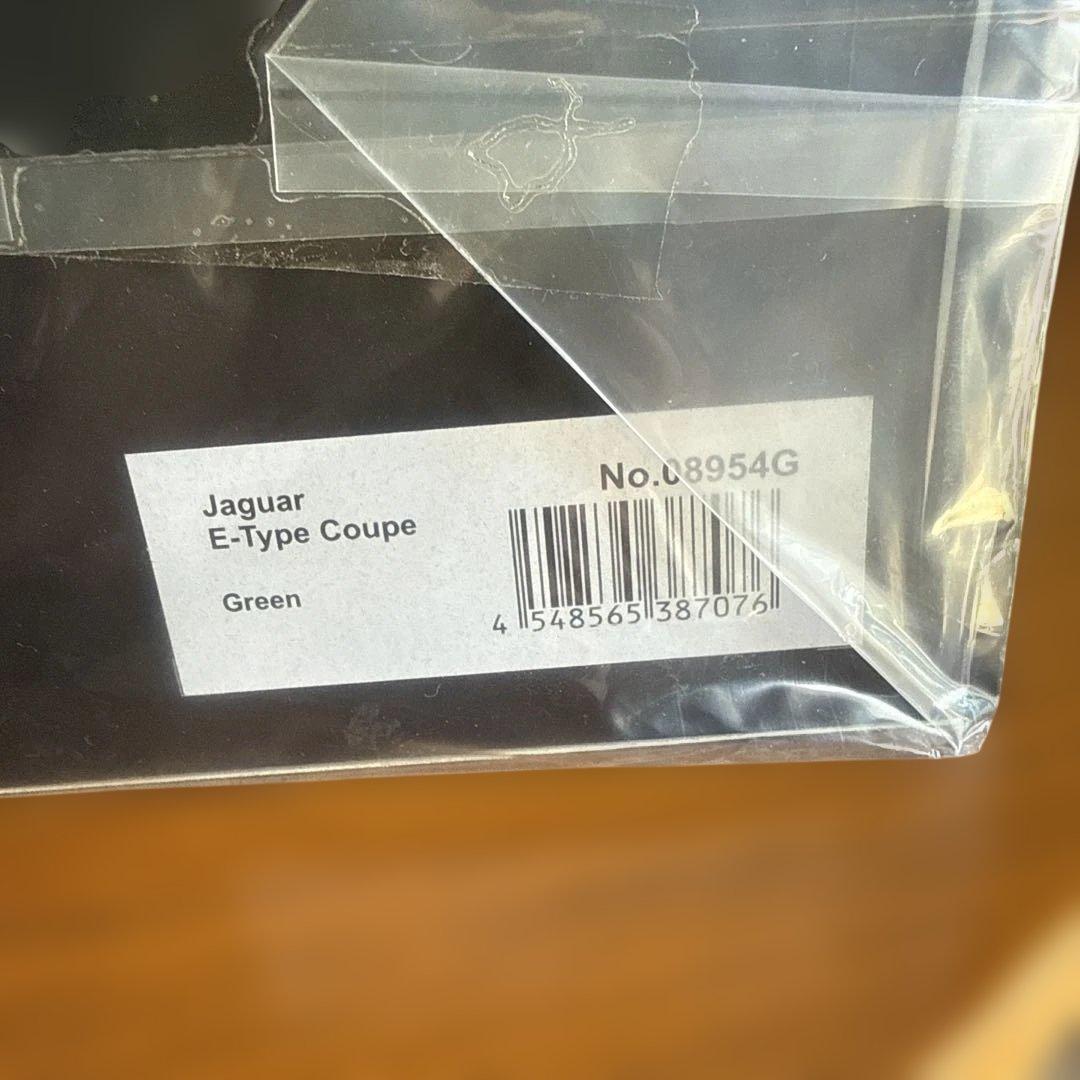 Jaguar
E-Type Coupe
Green
No.08954G
4 548565 387076